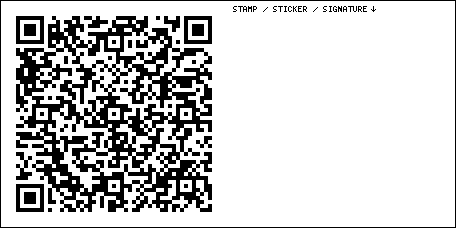 STAMP / STICKER / SIGNATURE ↓